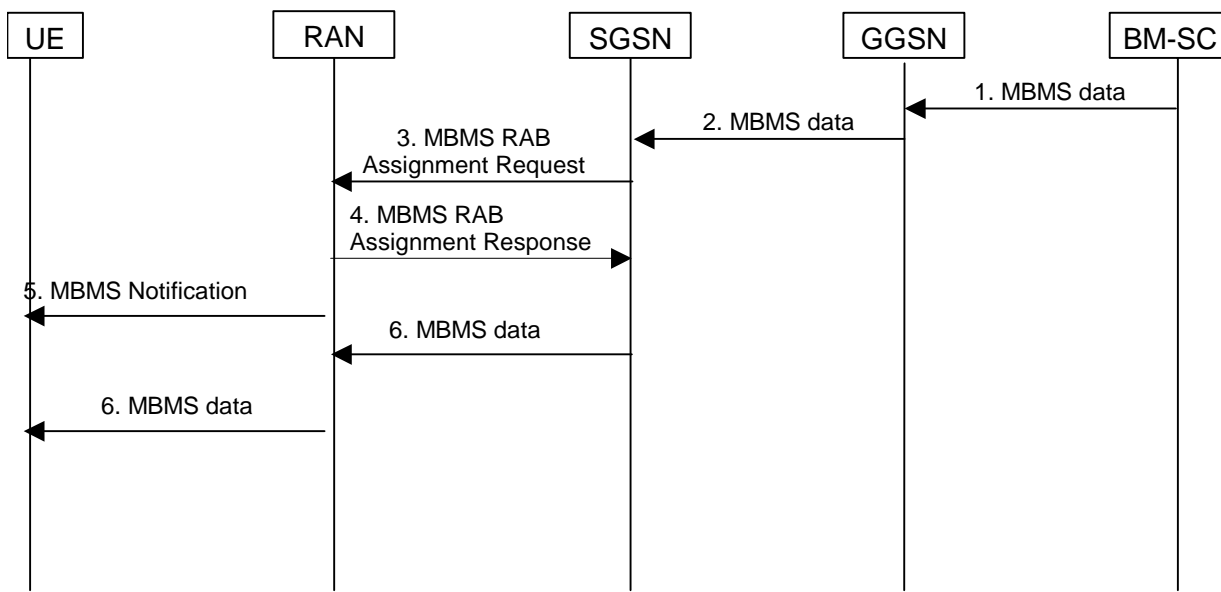 UE
RAN
SGSN
GGSN
BM-SC
1. MBMS data
2. MBMS data
3. MBMS RAB
Assignment Request
4. MBMS RAB
Assignment Response
5. MBMS Notification
6. MBMS data
6. MBMS data